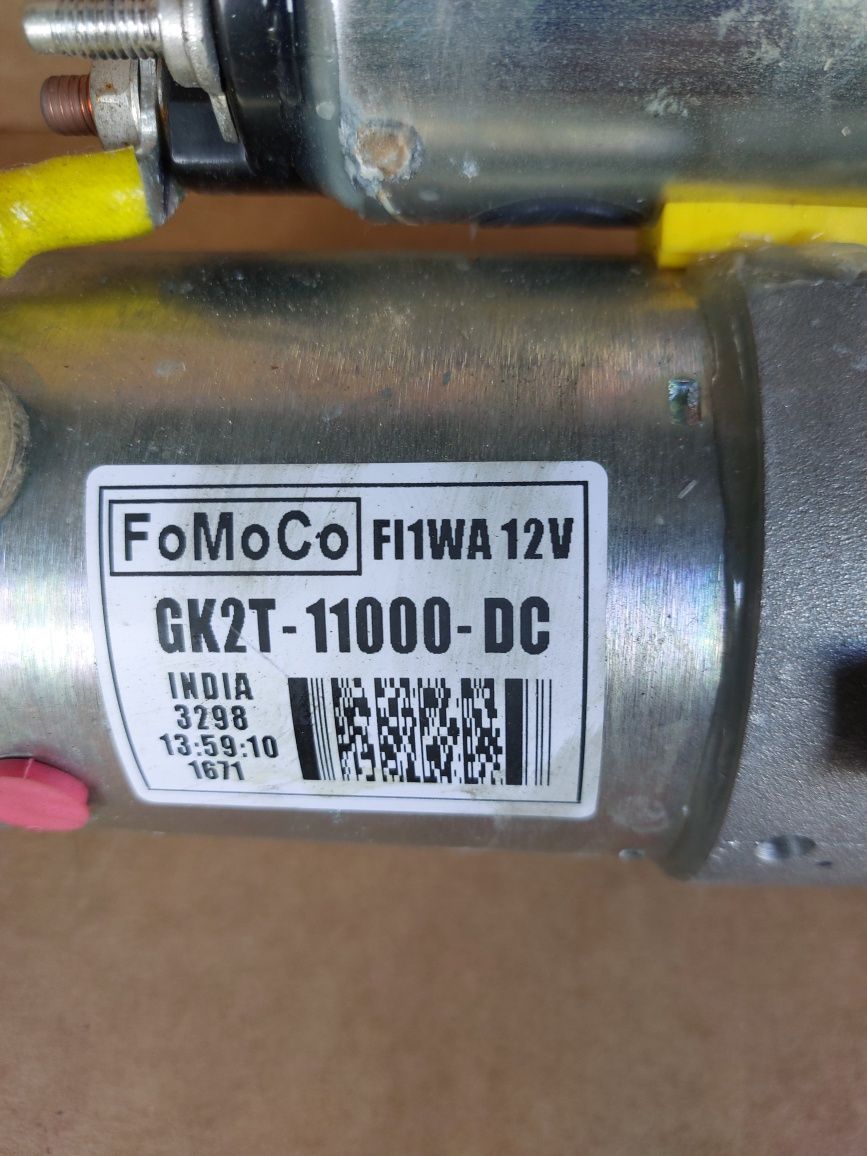 FoMoCo FI1WA 12V
GK2T-11000-DC
INDIA
3298
13:59:10
1671